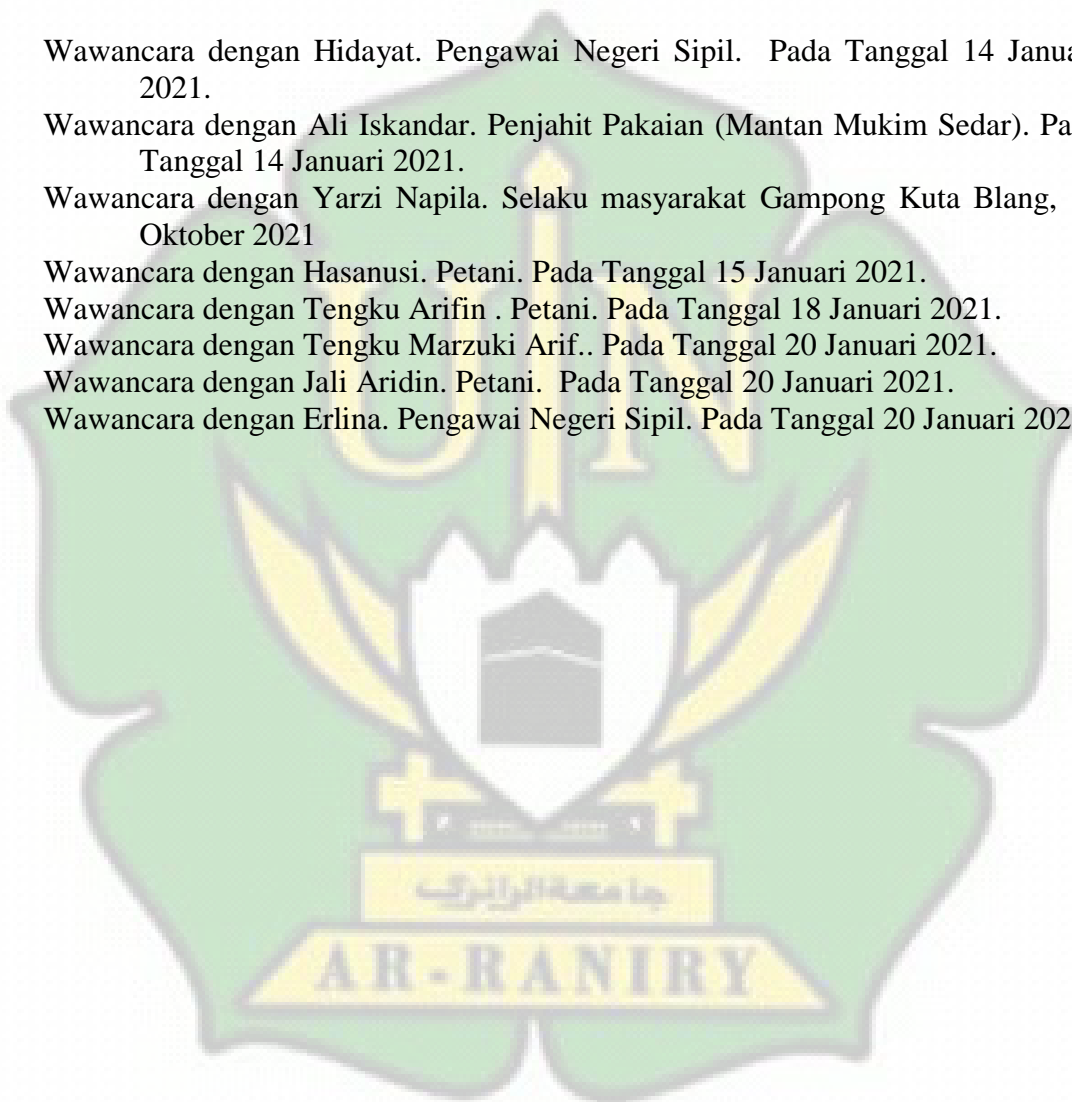 Wawancara dengan Hidayat. Pengawai Negeri Sipil. Pada Tanggal 14 Janua
2021.
Wawancara dengan Ali Iskandar. Penjahit Pakaian (Mantan Mukim Sedar). Pa
Tanggal 14 Januari 2021.
Wawancara dengan Yarzi Napila. Selaku masyarakat Gampong Kuta Blang,
Oktober 2021
Wawancara dengan Hasanusi. Petani. Pada Tanggal 15 Januari 2021.
Wawancara dengan Tengku Arifin . Petani. Pada Tanggal 18 Januari 2021.
Wawancara dengan Tengku Marzuki Arif.. Pada Tanggal 20 Januari 2021.
Wawancara dengan Jali Aridin. Petani. Pada Tanggal 20 Januari 2021.
Wawancara dengan Erlina. Pengawai Negeri Sipil. Pada Tanggal 20 Januari 202
UIN
جامعة الرانري
AR-RANIRY